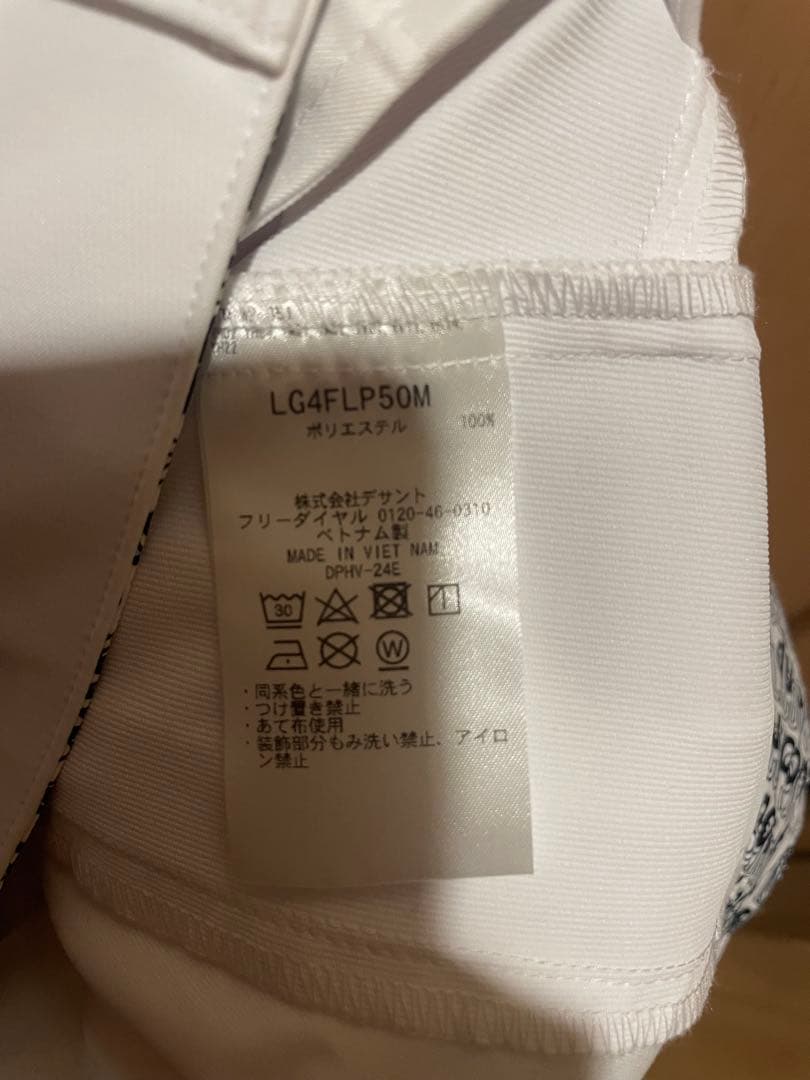 LG4FLP50M
ポリエステル 100%
株式会社デサント
フリーダイヤル 0120-46-0310
ベトナム製
MADE IN VIET NAM
DPHV-24E
30
W
・同系色と一緒に洗う
・つけ置き禁止
・あて布使用
・装飾部分もみ洗い禁止、アイロ
ン禁止